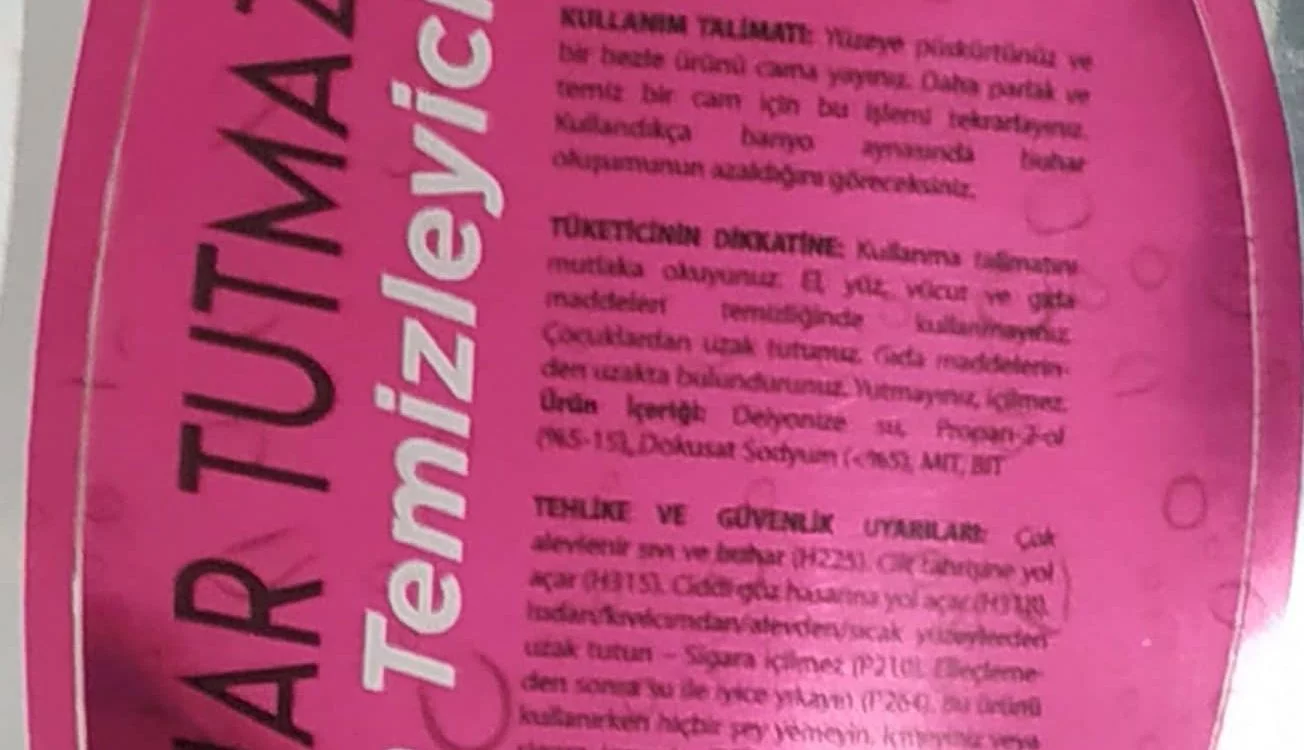 AR TUTMAZ
Temizleyici
KULLANIM TALİMATI: Yüzeye püskürtünüz ve
bir bezle ürünü cama yayınız. Daha parlak ve
temiz bir cam için bu işlemi tekrarlayınız.
Kullandıkça banyo aynasında buhar
oluşumunun azaldığını göreceksiniz.
TÜKETİCİNİN DİKKATİNE: Kullanma talimatını
mutlaka okuyunuz. El, yüz, vücut ve gıda
maddeleri temizliğinde kullanmayınız.
Çocuklardan uzak tutunuz. Gıda maddelerin-
den uzakta bulundurunuz. Yutmayınız, içilmez.
Ürün İçeriği: Deiyonize su, Propan-2-ol
(%5-15), Dokusat Sodyum (<%5), MIT, BIT
TEHLİKE VE GÜVENLİK UYARILARI: Çok
alevlenir sıvı ve buhar (H225). Cilt tahrişine yol
açar (H315). Ciddi göz hasarına yol açar (H318).
Isıdan/kıvılcımdan/alevden/sıcak yüzeylerden
uzak tutun – Sigara içilmez (P210). Elleçleme-
den sonra su ile iyice yıkayın (P264). Bu ürünü
kullanırken hiçbir şey yemeyin, içmeyiniz veya